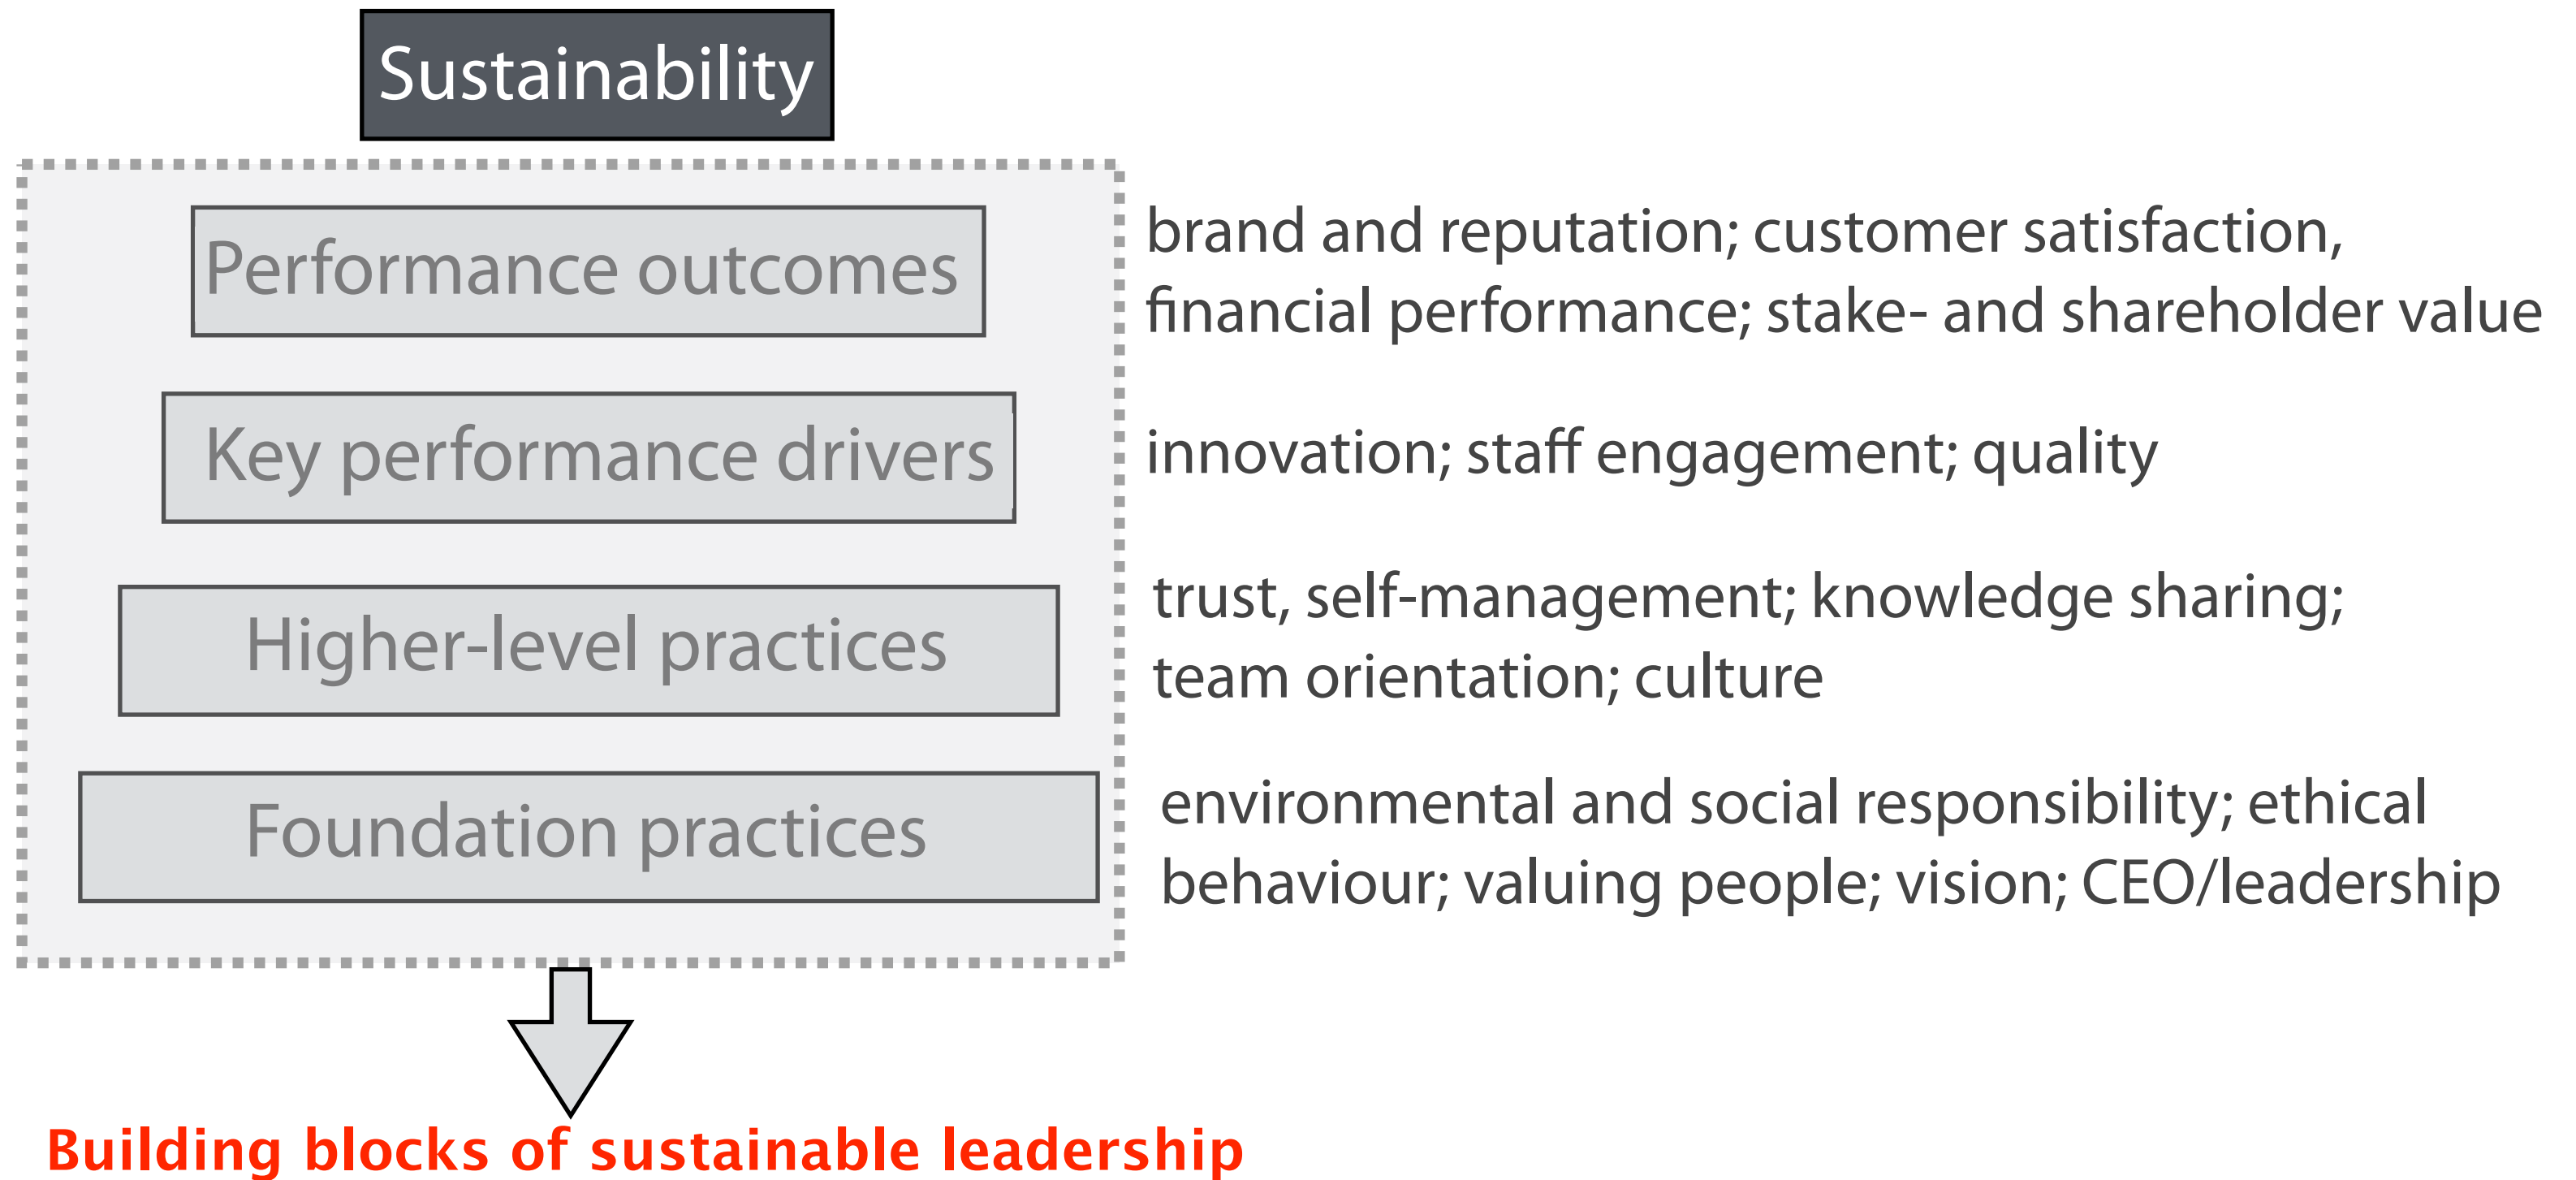 Sustainability
Performance outcomes
brand and reputation; customer satisfaction,
financial performance; stake- and shareholder value
Key performance drivers
innovation; staff engagement; quality
Higher-level practices
trust, self-management; knowledge sharing;
team orientation; culture
Foundation practices
environmental and social responsibility; ethical
behaviour; valuing people; vision; CEO/leadership
Building blocks of sustainable leadership